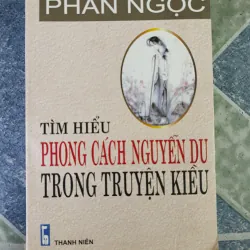 PHAN NGỌC
TÌM HIỂU
PHONG CÁCH NGUYỄN DU
TRONG TRUYỆN KIỀU
THANH NIÊN